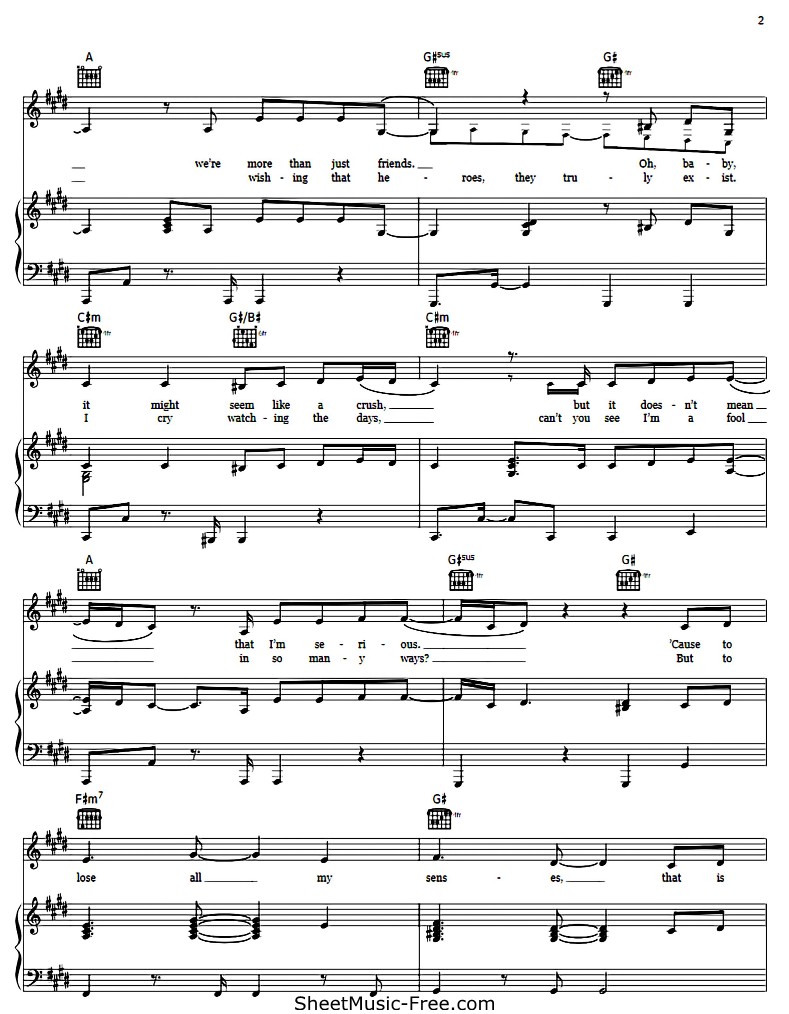 2
A G♯sus G♯
we're more than just friends. Oh, ba - by,
wish - ing that he - roes, they tru - ly ex - ist.
C♯m G♯/B♯ C♯m
it might seem like a crush, but it does - n't mean
I cry watch - ing the days, can't you see I'm a fool
A G♯sus G♯
that I'm se - ri - ous. 'Cause to
in so man - y ways? But to
F♯m7 G♯
lose all my sens - es, that is
SheetMusic-Free.com